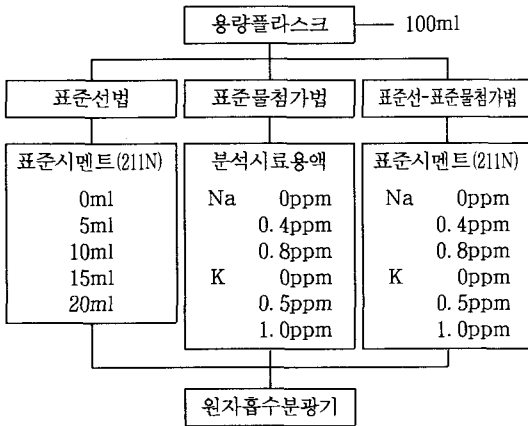 용량플라스크 100ml
표준선법
표준물첨가법
표준선-표준물첨가법
표준시멘트(211N)
0ml
5ml
10ml
15ml
20ml
분석시료용액
Na 0ppm
0.4ppm
0.8ppm
K 0ppm
0.5ppm
1.0ppm
표준시멘트(211N)
Na 0ppm
0.4ppm
0.8ppm
K 0ppm
0.5ppm
1.0ppm
원자흡수분광기